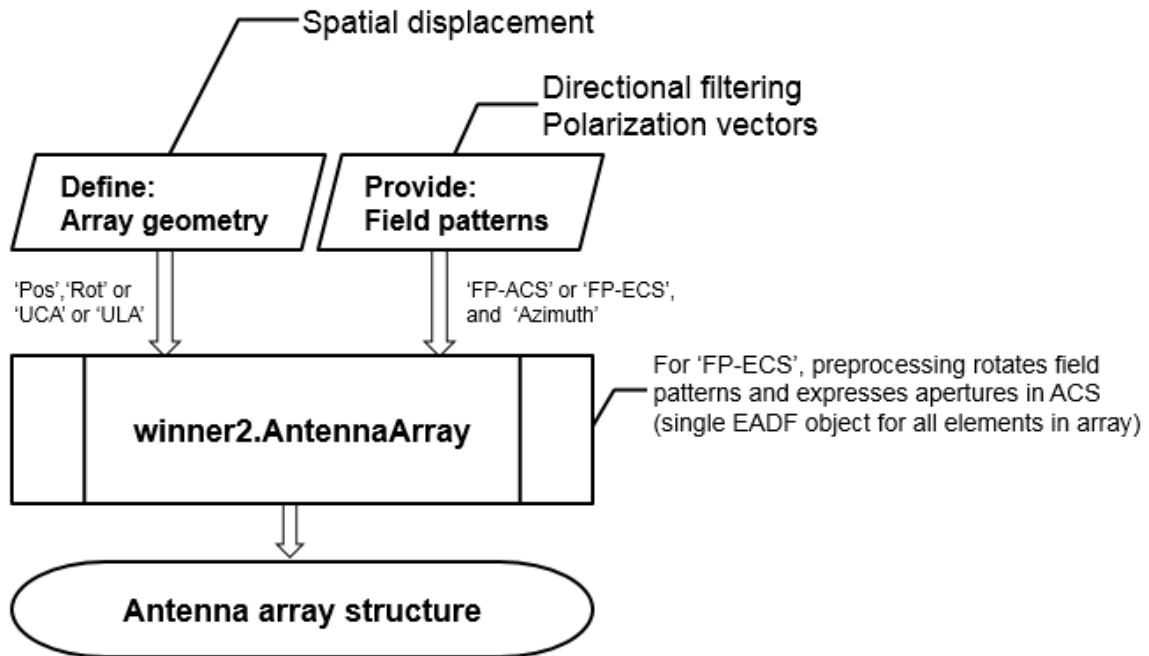 Spatial displacement
Directional filtering
Polarization vectors
Define:
Array geometry
Provide:
Field patterns
‘Pos’,‘Rot’ or
‘UCA’ or ‘ULA’
‘FP-ACS’ or ‘FP-ECS’,
and ‘Azimuth’
winner2.AntennaArray
For ‘FP-ECS’, preprocessing rotates field
patterns and expresses apertures in ACS
(single EADF object for all elements in array)
Antenna array structure